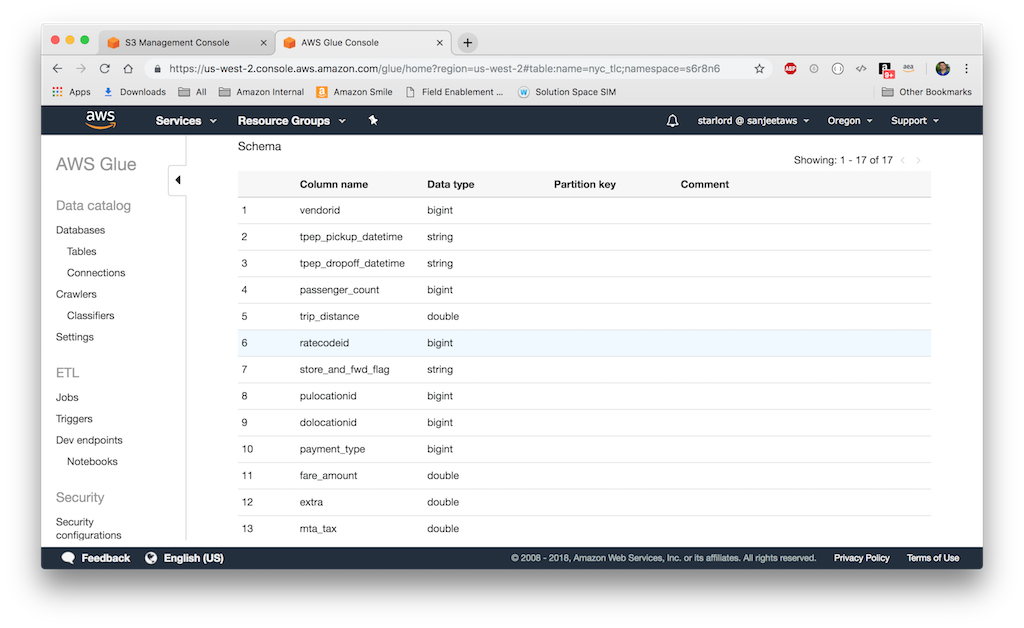 S3 Management Console
AWS Glue Console
https://us-west-2.console.aws.amazon.com/glue/home?region=us-west-2#table:name=nyc_tlc;namespace=s6r8n6
ABP
a
9+
aea
Apps
Downloads
All
Amazon Internal
a
Amazon Smile
Field Enablement ...
W
Solution Space SIM
Other Bookmarks
aws
Services
Resource Groups
starlord @ sanjeetaws
Oregon
Support
AWS Glue
Data catalog
Databases
Tables
Connections
Crawlers
Classifiers
Settings
ETL
Jobs
Triggers
Dev endpoints
Notebooks
Security
Security
configurations
Schema
Showing: 1 - 17 of 17
Column name Data type Partition key Comment
1 vendorid bigint
2 tpep_pickup_datetime string
3 tpep_dropoff_datetime string
4 passenger_count bigint
5 trip_distance double
6 ratecodeid bigint
7 store_and_fwd_flag string
8 pulocationid bigint
9 dolocationid bigint
10 payment_type bigint
11 fare_amount double
12 extra double
13 mta_tax double
Feedback
English (US)
© 2008 - 2018, Amazon Web Services, Inc. or its affiliates. All rights reserved.
Privacy Policy
Terms of Use